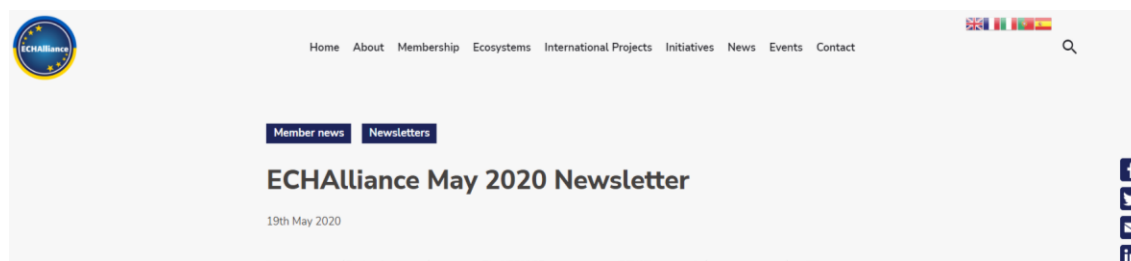 ECHAlliance
Home About Membership Ecosystems International Projects Initiatives News Events Contact
Member news Newsletters
ECHAlliance May 2020 Newsletter
19th May 2020